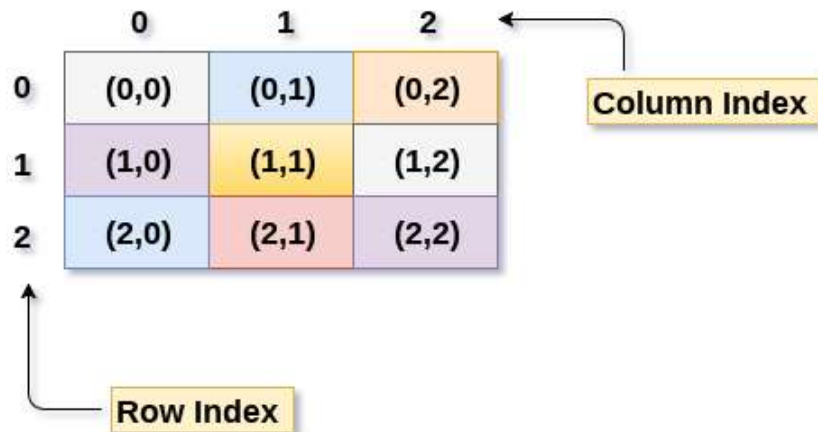 0 1 2
0 (0,0) (0,1) (0,2)
Column Index
1 (1,0) (1,1) (1,2)
2 (2,0) (2,1) (2,2)
Row Index